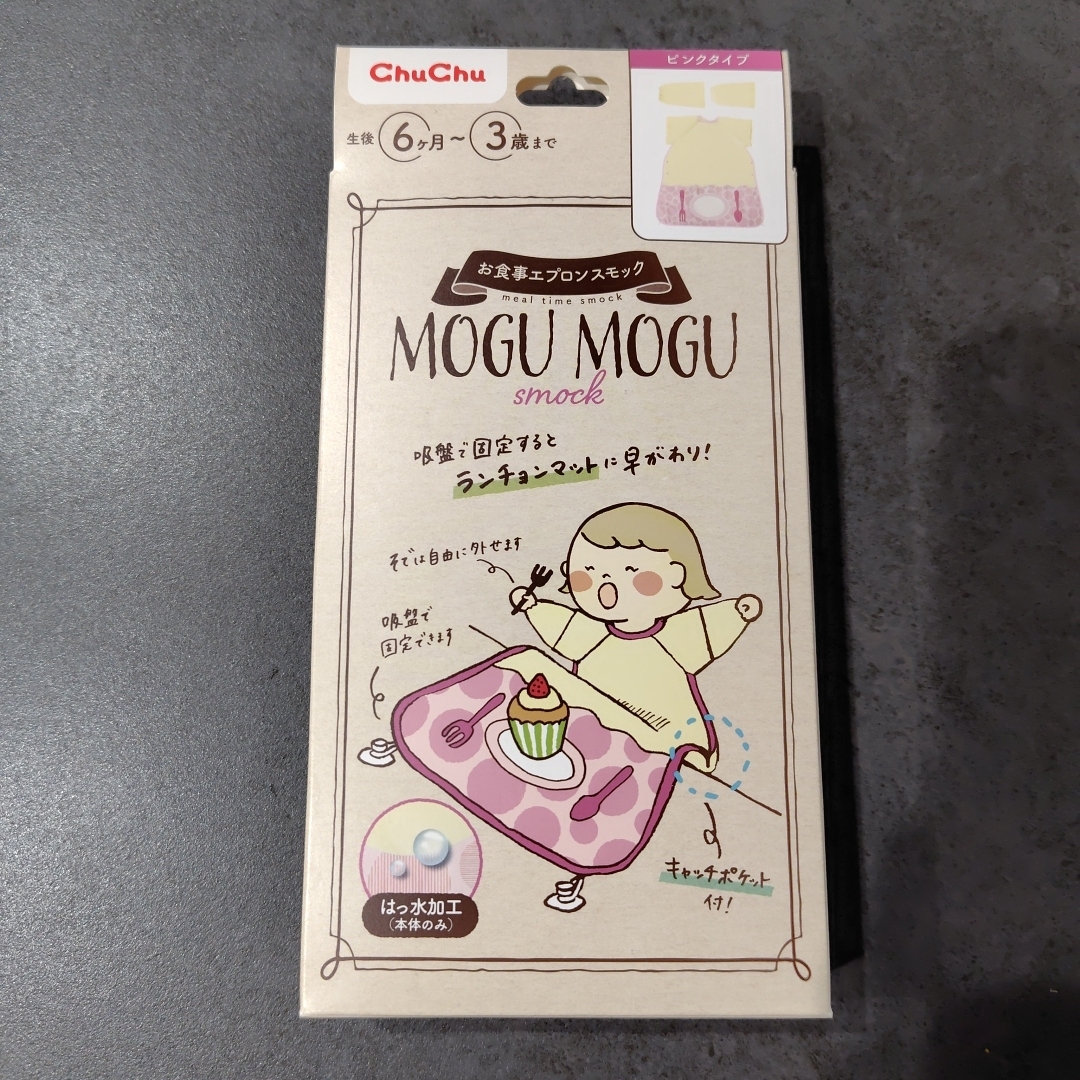 ChuChu
ピンクタイプ
生後6ヶ月～3歳まで
お食事エプロンスモック
meal time smock
MOGU MOGU
smock
吸盤で固定すると
ランチョンマットに早がわり！
そでは自由に外せます
吸盤で
固定できます
キャッチポケット
付！
はっ水加工
（本体のみ）